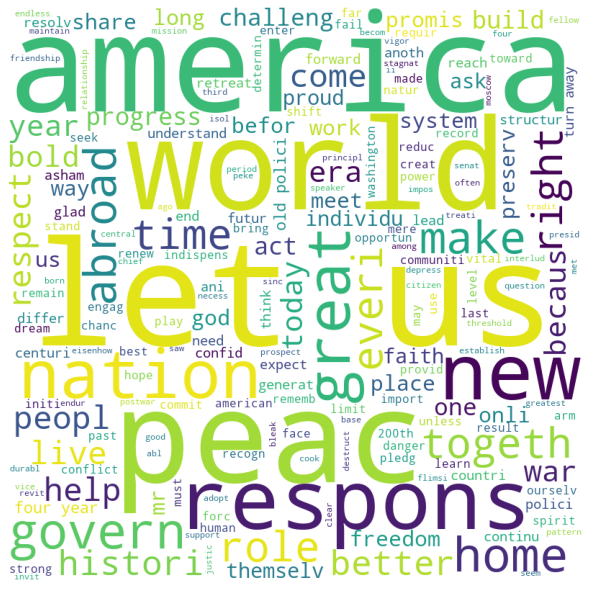 america
world
let us
peac
new
nation
respons
great
govern
home
right
abroad
time
make
role
histori
togeth
help
live
everi
era
come
build
better
peopl
year
bold
progress
respect
share
long
challeng
promis
proud
befor
work
system
act
today
god
individu
meet
preserv
becaus
faith
place
one
onli
war
freedom
themselv
mr
four year
way
us
ask
old polici
resolv
retreat
determin
understand
endless
maintain
friendship
relationship
mission
seek
third
enter
far
fail
forward
shift
requir
anoth
made
natur
reach
toward
becom
vigor
stagnat
ii
four
fellow
moscow
structur
turn away
isol
asham
glad
stand
remain
differ
dream
centuri
chanc
engag
end
renew
ago
central
born
chief
futur
bring
period
peke
speaker
principl
impos
indispens
opportun
washington
reduc
creat
power
record
senat
often
treati
tradit
presid
lead
mere
among
communiti
vital
interlud
met
may
use
level
depress
citizen
question
last
threshold
ani
need
think
sinc
necess
eisenhow
best
saw
play
confid
expect
prospect
hope
generat
rememb
limit
import
provid
establish
initi
endur
commit
american
past
postwar
good
abl
conflict
durabl
vice
revit
invit
strong
must
recogn
face
bleak
base
destruct
cook
danger
200th
pledg
unless
result
greatest
arm
learn
countri
flimsi
ourselv
polici
spirit
pattern
continu
seem
human
forc
adopt
support
justic
clear